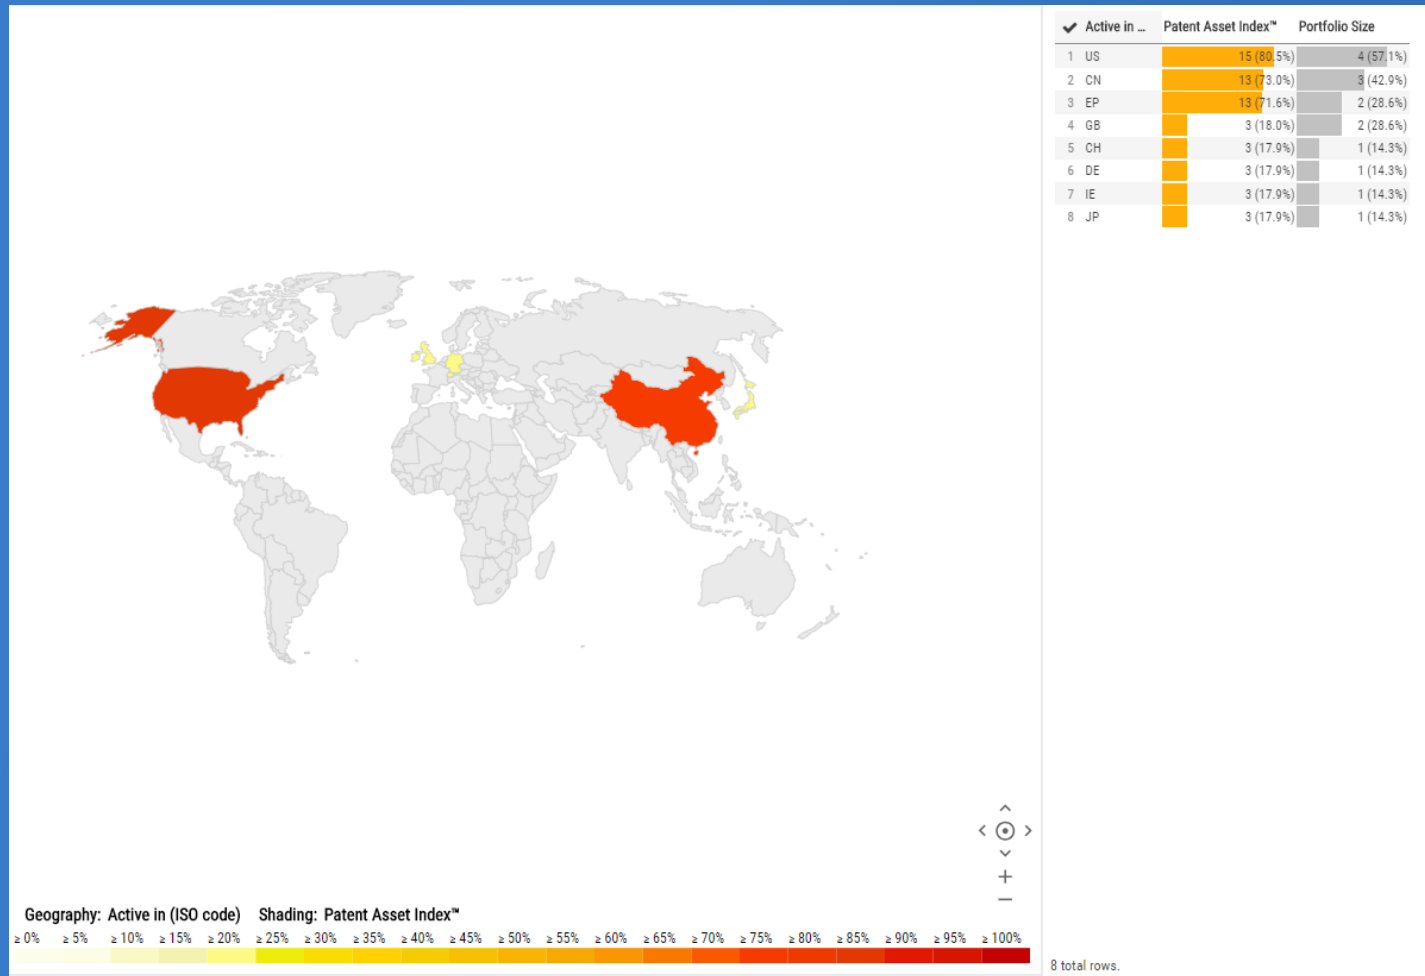 Active in ... Patent Asset Index™ Portfolio Size
1 US 15 (80.5%) 4 (57.1%)
2 CN 13 (73.0%) 3 (42.9%)
3 EP 13 (71.6%) 2 (28.6%)
4 GB 3 (18.0%) 2 (28.6%)
5 CH 3 (17.9%) 1 (14.3%)
6 DE 3 (17.9%) 1 (14.3%)
7 IE 3 (17.9%) 1 (14.3%)
8 JP 3 (17.9%) 1 (14.3%)
Geography: Active in (ISO code) Shading: Patent Asset Index™
≥ 0% ≥ 5% ≥ 10% ≥ 15% ≥ 20% ≥ 25% ≥ 30% ≥ 35% ≥ 40% ≥ 45% ≥ 50% ≥ 55% ≥ 60% ≥ 65% ≥ 70% ≥ 75% ≥ 80% ≥ 85% ≥ 90% ≥ 95% ≥ 100%
8 total rows.